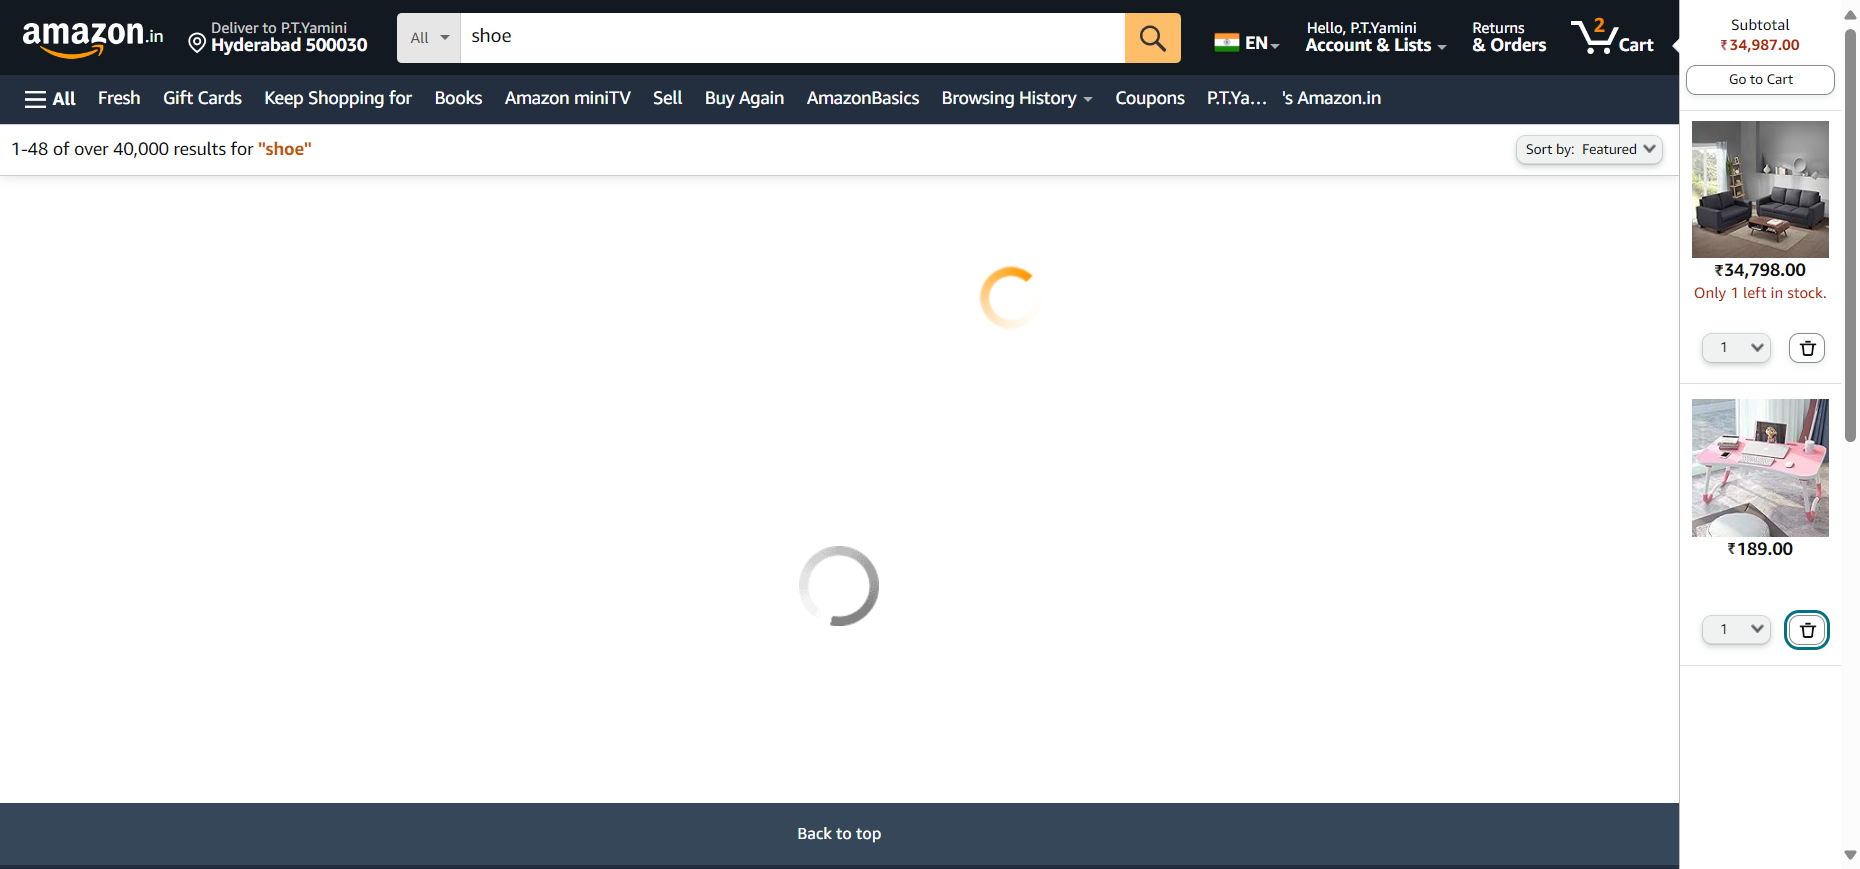 amazon.in
Deliver to P.T.Yamini
Hyderabad 500030
All
shoe
EN
Hello, P.T.Yamini
Account & Lists
Returns
& Orders
2
Cart
All
Fresh
Gift Cards
Keep Shopping for
Books
Amazon miniTV
Sell
Buy Again
AmazonBasics
Browsing History
Coupons
P.T.Ya... 's Amazon.in
1-48 of over 40,000 results for "shoe"
Sort by: Featured
Back to top
Subtotal
₹34,987.00
Go to Cart
₹34,798.00
Only 1 left in stock.
1
₹189.00
1